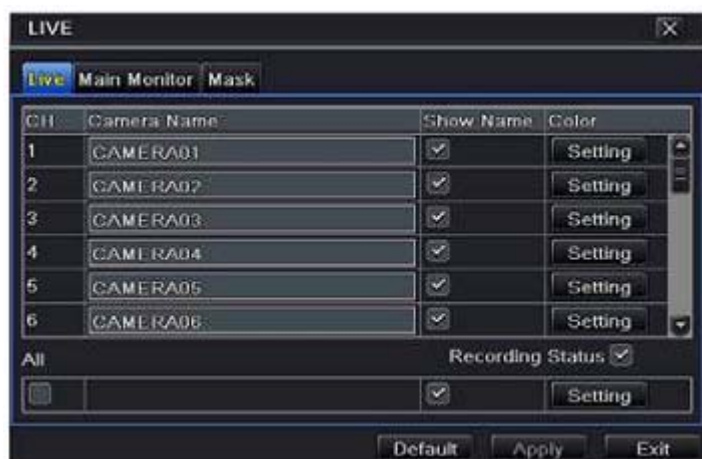 LIVE
Live Main Monitor Mask
CH Camera Name Show Name Color
1 CAMERA01 Setting
2 CAMERA02 Setting
3 CAMERA03 Setting
4 CAMERA04 Setting
5 CAMERA05 Setting
6 CAMERA06 Setting
All Recording Status
Setting
Default Apply Exit